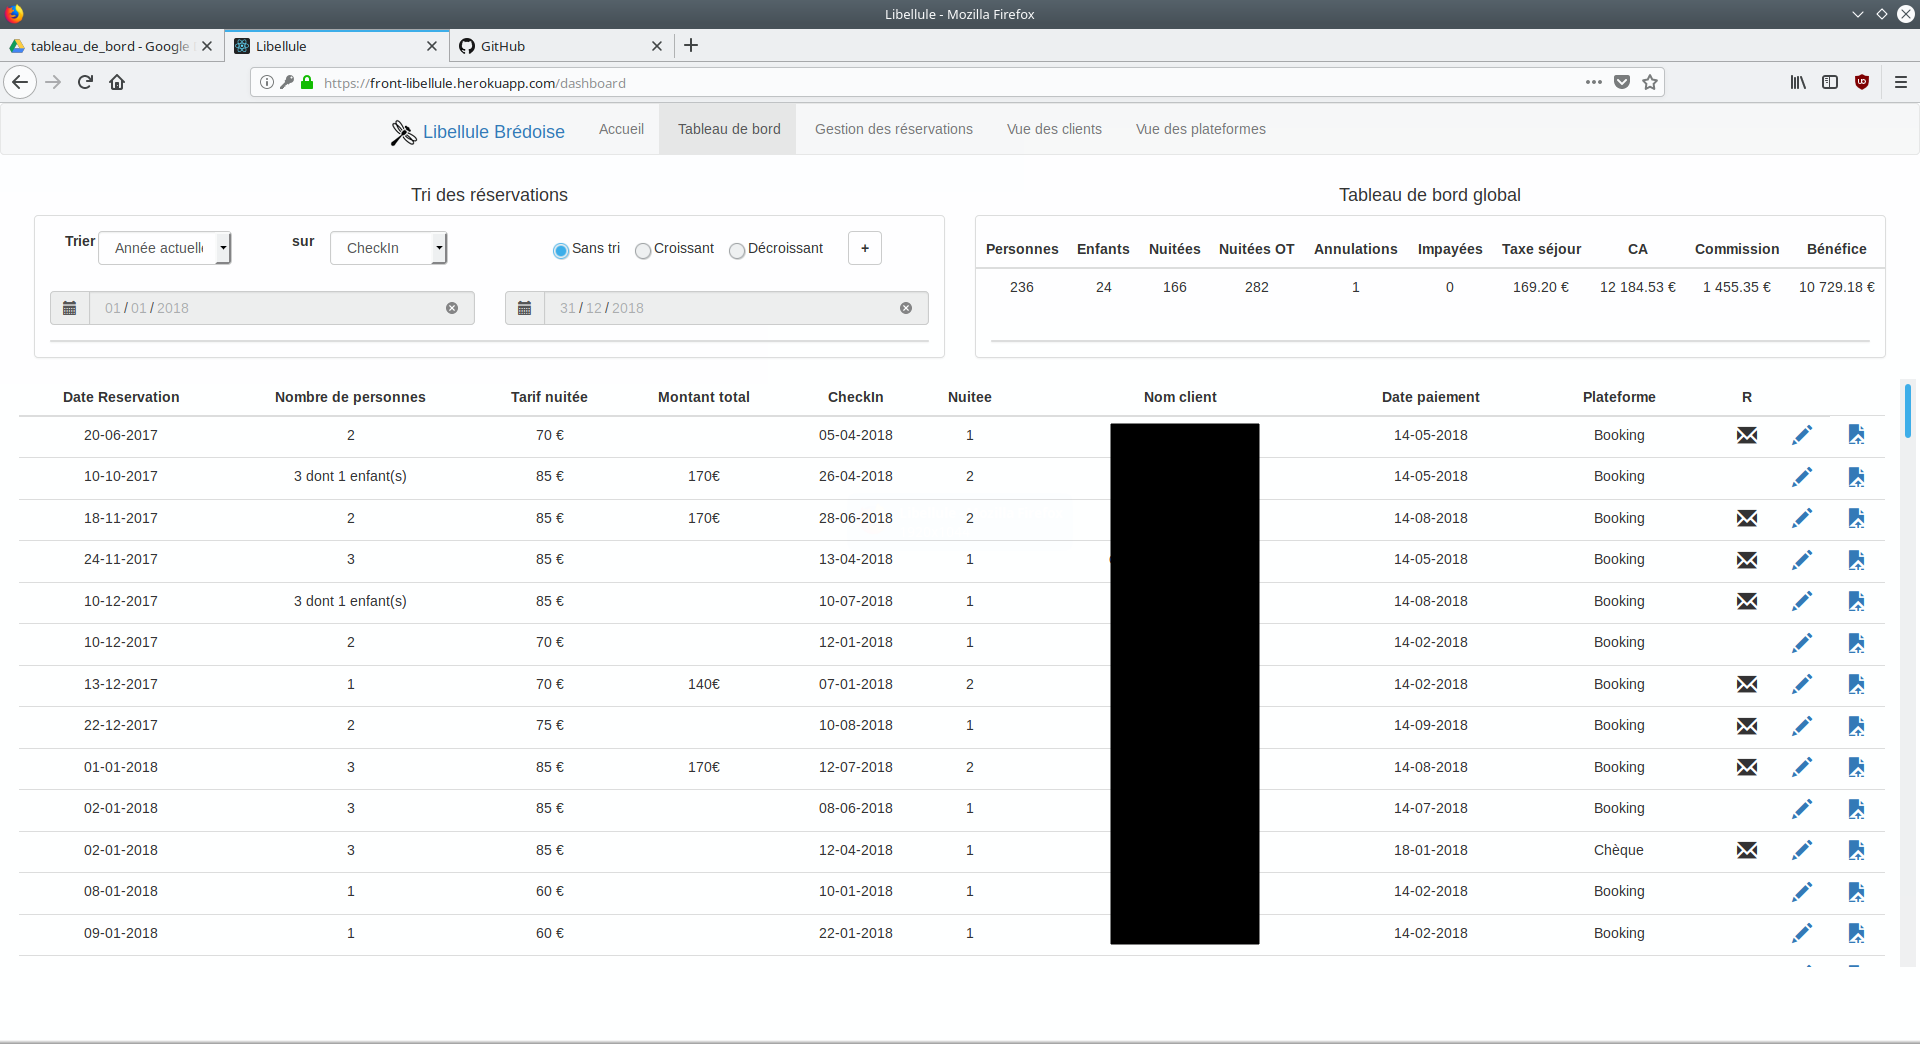 Libellule - Mozilla Firefox
tableau_de_bord - Google
Libellule
GitHub
https://front-libellule.herokuapp.com/dashboard
Libellule Brédoise Accueil Tableau de bord Gestion des réservations Vue des clients Vue des plateformes
Tri des réservations
Trier Année actuell sur CheckIn Sans tri Croissant Décroissant +
01 / 01 / 2018 31 / 12 / 2018
Tableau de bord global
Personnes Enfants Nuitées Nuitées OT Annulations Impayées Taxe séjour CA Commission Bénéfice
236 24 166 282 1 0 169.20 € 12 184.53 € 1 455.35 € 10 729.18 €
Date Reservation Nombre de personnes Tarif nuitée Montant total CheckIn Nuitee Nom client Date paiement Plateforme R
20-06-2017 2 70 € 05-04-2018 1 14-05-2018 Booking
10-10-2017 3 dont 1 enfant(s) 85 € 170€ 26-04-2018 2 14-05-2018 Booking
18-11-2017 2 85 € 170€ 28-06-2018 2 14-08-2018 Booking
24-11-2017 3 85 € 13-04-2018 1 14-05-2018 Booking
10-12-2017 3 dont 1 enfant(s) 85 € 10-07-2018 1 14-08-2018 Booking
10-12-2017 2 70 € 12-01-2018 1 14-02-2018 Booking
13-12-2017 1 70 € 140€ 07-01-2018 2 14-02-2018 Booking
22-12-2017 2 75 € 10-08-2018 1 14-09-2018 Booking
01-01-2018 3 85 € 170€ 12-07-2018 2 14-08-2018 Booking
02-01-2018 3 85 € 08-06-2018 1 14-07-2018 Booking
02-01-2018 3 85 € 12-04-2018 1 18-01-2018 Chèque
08-01-2018 1 60 € 10-01-2018 1 14-02-2018 Booking
09-01-2018 1 60 € 22-01-2018 1 14-02-2018 Booking